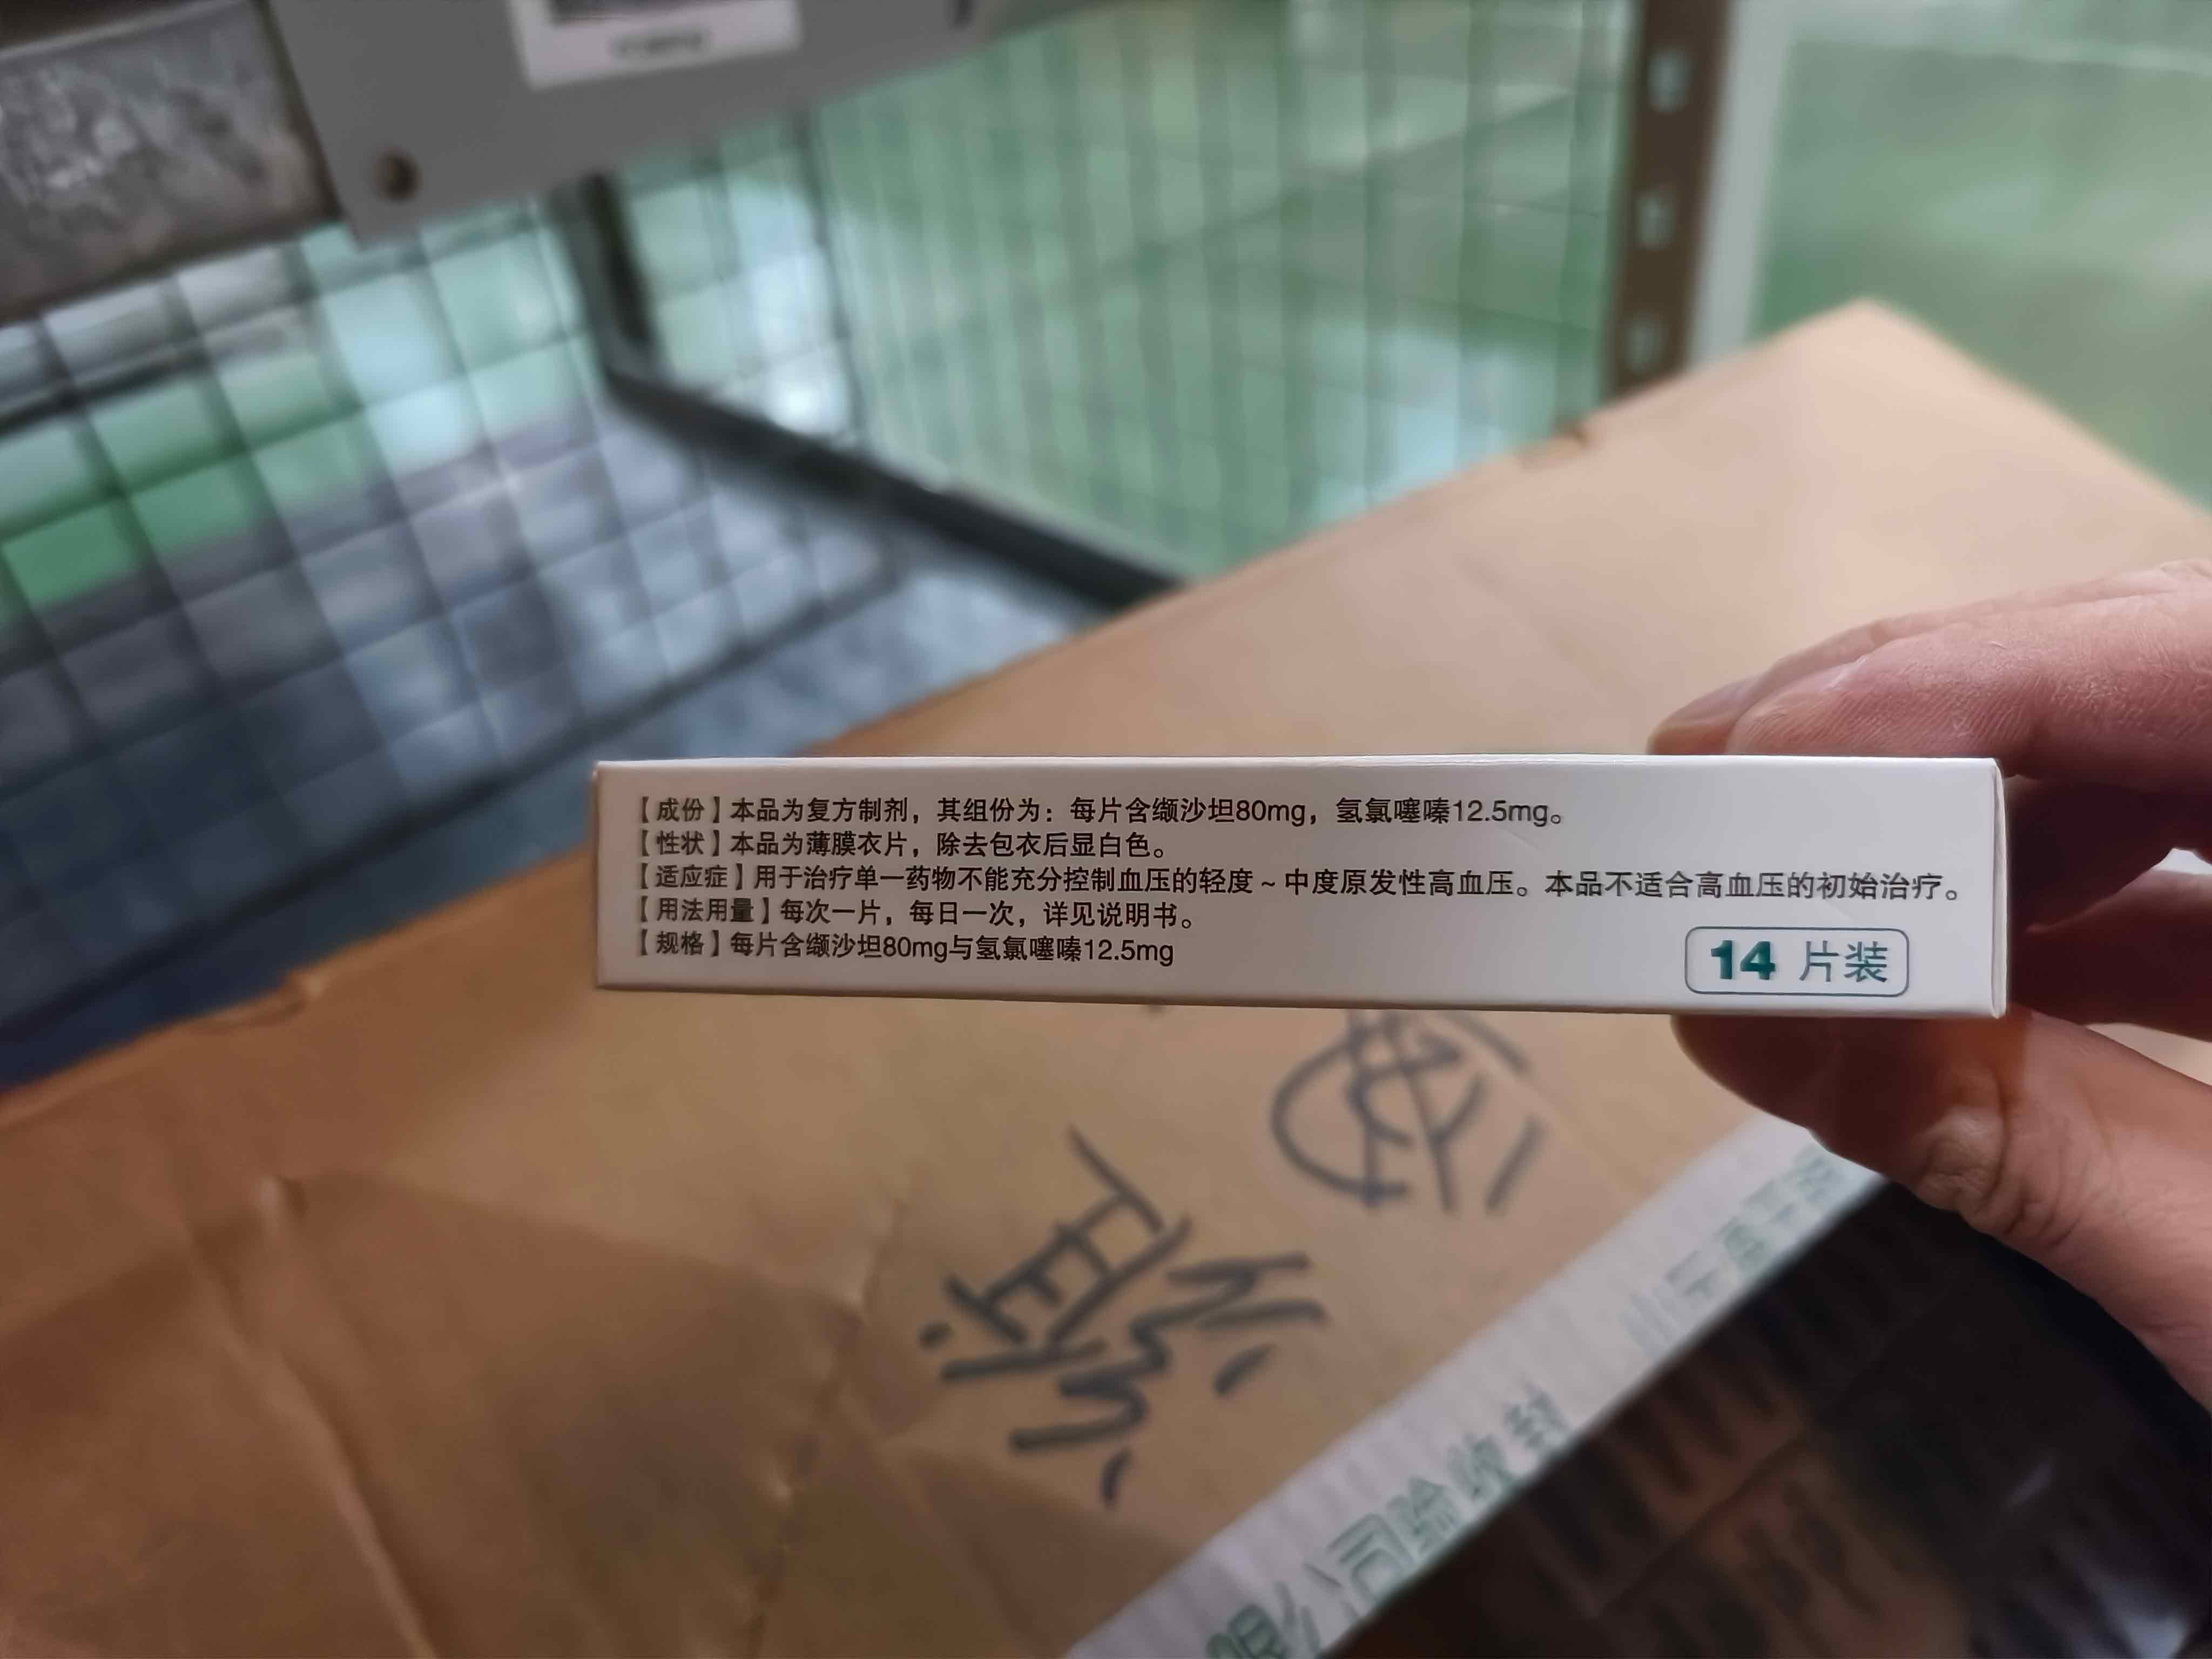 【成份】本品为复方制剂，其组份为：每片含缬沙坦80mg，氢氯噻嗪12.5mg。
【性状】本品为薄膜衣片，除去包衣后显白色。
【适应症】用于治疗单一药物不能充分控制血压的轻度~中度原发性高血压。本品不适合高血压的初始治疗。
【用法用量】每次一片，每日一次，详见说明书。
【规格】每片含缬沙坦80mg与氢氯噻嗪12.5mg
14 片装
限公司验收封